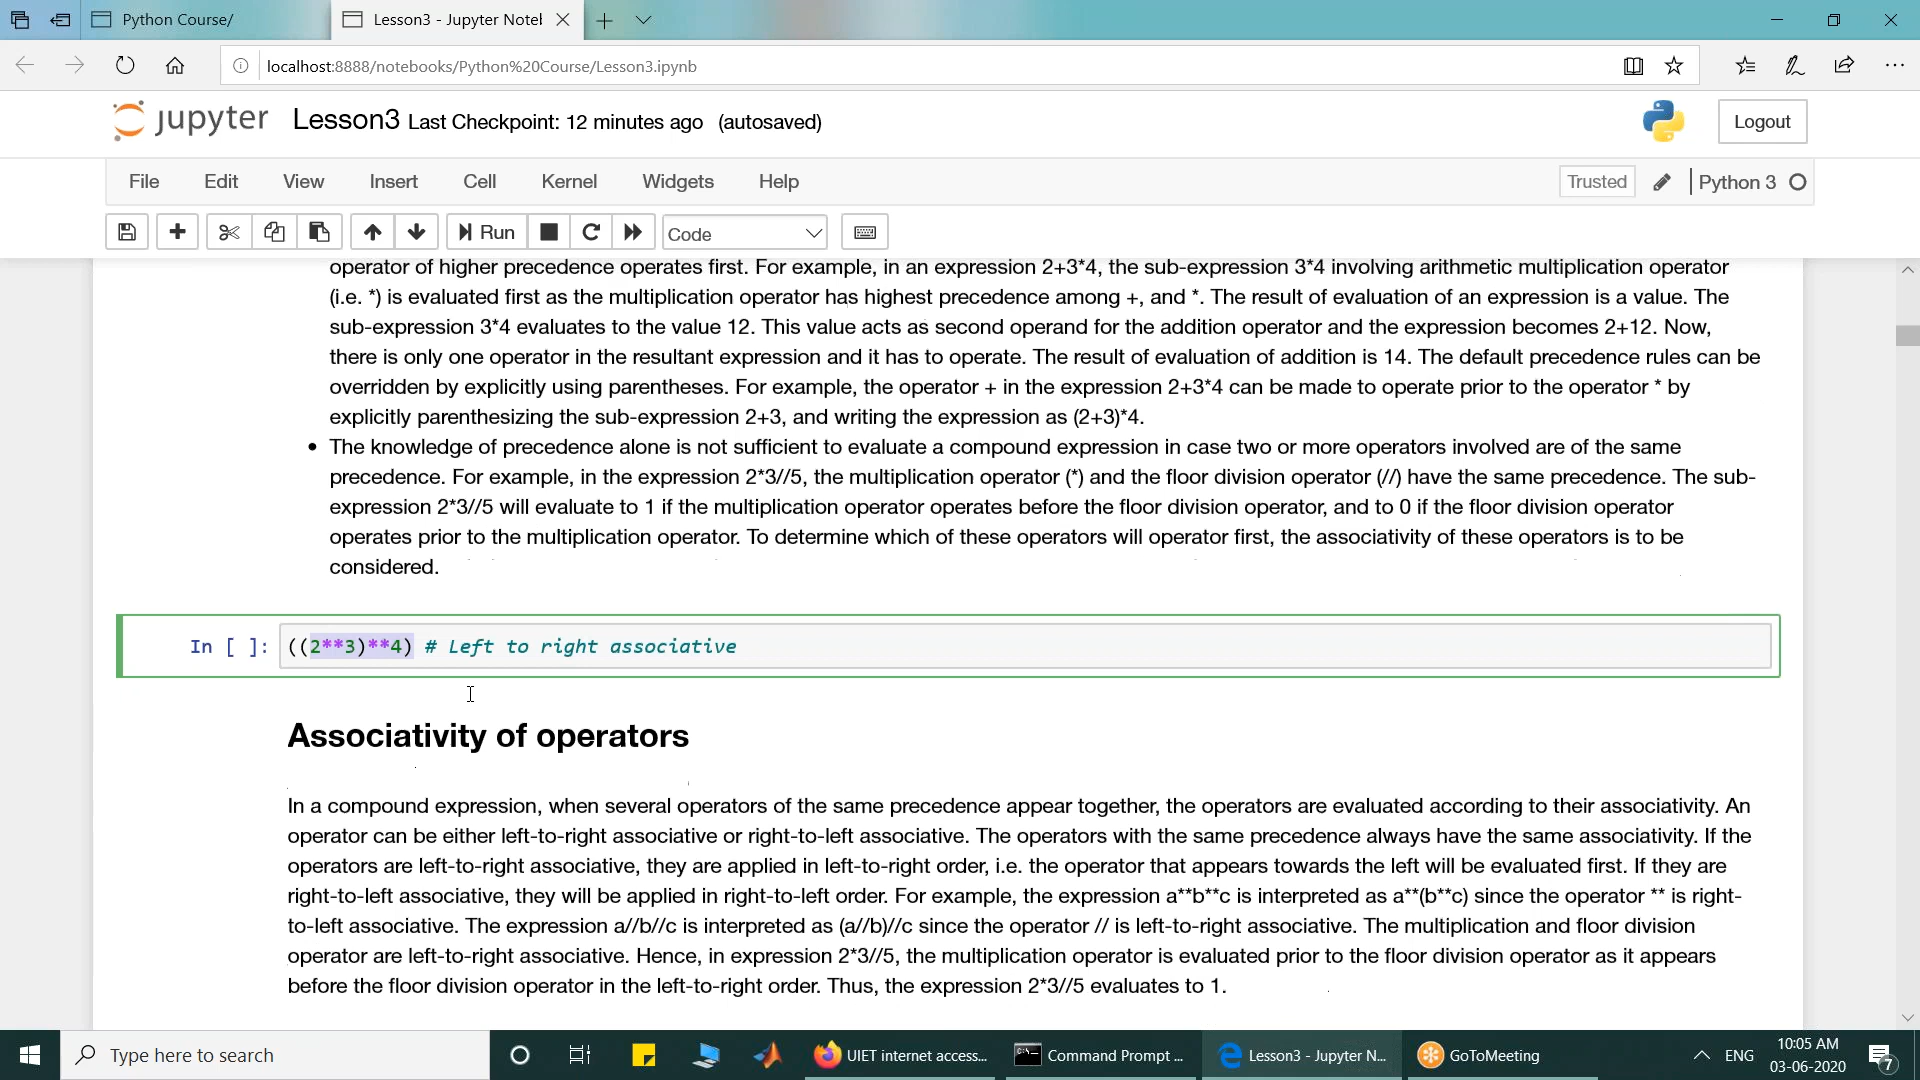 Python Course/
Lesson3 - Jupyter Notel
localhost:8888/notebooks/Python%20Course/Lesson3.ipynb
jupyter Lesson3 Last Checkpoint: 12 minutes ago (autosaved)
Logout
File Edit View Insert Cell Kernel Widgets Help
Trusted Python 3
Run Code
operator of higher precedence operates first. For example, in an expression 2+3*4, the sub-expression 3*4 involving arithmetic multiplication operator
(i.e. *) is evaluated first as the multiplication operator has highest precedence among +, and *. The result of evaluation of an expression is a value. The
sub-expression 3*4 evaluates to the value 12. This value acts as second operand for the addition operator and the expression becomes 2+12. Now,
there is only one operator in the resultant expression and it has to operate. The result of evaluation of addition is 14. The default precedence rules can be
overridden by explicitly using parentheses. For example, the operator + in the expression 2+3*4 can be made to operate prior to the operator * by
explicitly parenthesizing the sub-expression 2+3, and writing the expression as (2+3)*4.
• The knowledge of precedence alone is not sufficient to evaluate a compound expression in case two or more operators involved are of the same
precedence. For example, in the expression 2*3//5, the multiplication operator (*) and the floor division operator (//) have the same precedence. The sub-
expression 2*3//5 will evaluate to 1 if the multiplication operator operates before the floor division operator, and to 0 if the floor division operator
operates prior to the multiplication operator. To determine which of these operators will operator first, the associativity of these operators is to be
considered.
In [ ]: ((2**3)**4) # Left to right associative
Associativity of operators
In a compound expression, when several operators of the same precedence appear together, the operators are evaluated according to their associativity. An
operator can be either left-to-right associative or right-to-left associative. The operators with the same precedence always have the same associativity. If the
operators are left-to-right associative, they are applied in left-to-right order, i.e. the operator that appears towards the left will be evaluated first. If they are
right-to-left associative, they will be applied in right-to-left order. For example, the expression a**b**c is interpreted as a**(b**c) since the operator ** is right-
to-left associative. The expression a//b//c is interpreted as (a//b)//c since the operator // is left-to-right associative. The multiplication and floor division
operator are left-to-right associative. Hence, in expression 2*3//5, the multiplication operator is evaluated prior to the floor division operator as it appears
before the floor division operator in the left-to-right order. Thus, the expression 2*3//5 evaluates to 1.
Type here to search
UIET internet access...
Command Prompt ...
Lesson3 - Jupyter N...
GoToMeeting
ENG
10:05 AM
03-06-2020
7